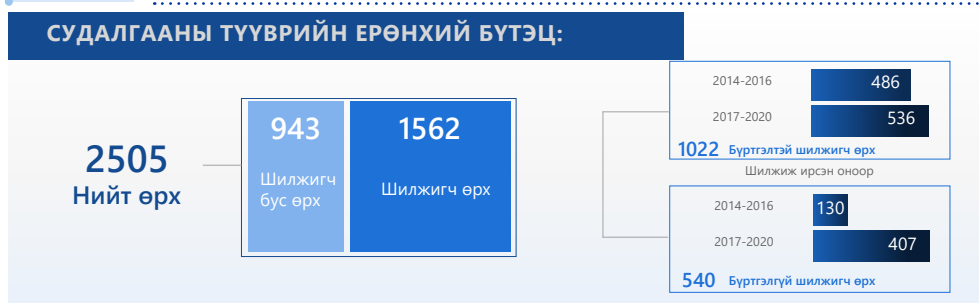 СУДАЛГААНЫ ТҮҮВРИЙН ЕРӨНХИЙ БҮТЭЦ:
2505
Нийт өрх
943
Шилжигч
бус өрх
1562
Шилжигч өрх
2014-2016
486
2017-2020
536
1022 Бүртгэлтэй шилжигч өрх
Шилжиж ирсэн оноор
2014-2016
130
2017-2020
407
540 Бүртгэлгүй шилжигч өрх